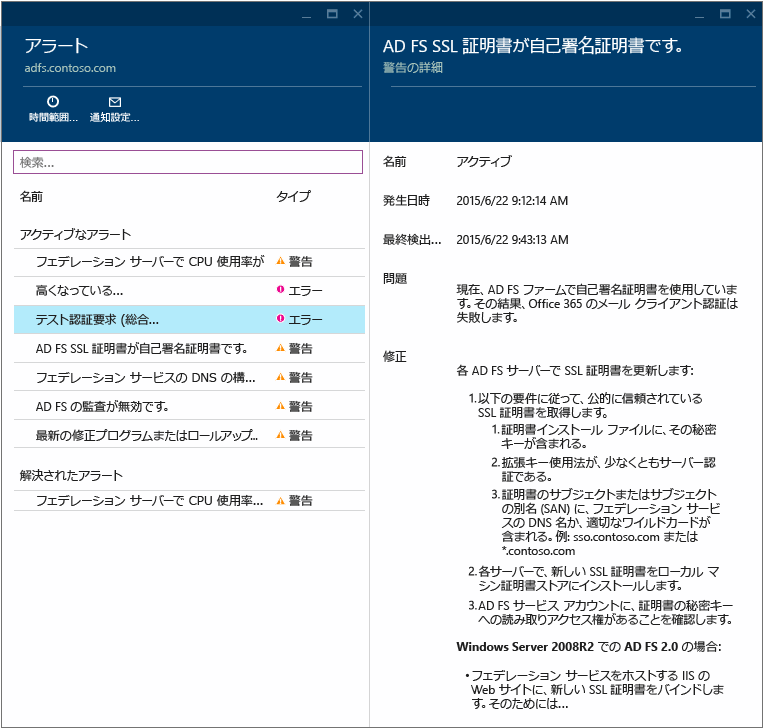 アラート
adfs.contoso.com
時間範囲...
通知設定...
検索...
名前
タイプ
アクティブなアラート
フェデレーション サーバーで CPU 使用率が
警告
高くなっている...
エラー
テスト認証要求 (総合...
エラー
AD FS SSL 証明書が自己署名証明書です。
警告
フェデレーション サービスの DNS の構...
警告
AD FS の監査が無効です。
警告
最新の修正プログラムまたはロールアップ...
警告
解決されたアラート
フェデレーション サーバーで CPU 使用率...
警告
AD FS SSL 証明書が自己署名証明書です。
警告の詳細
名前
アクティブ
発生日時
2015/6/22 9:12:14 AM
最終検出...
2015/6/22 9:43:13 AM
問題
現在、AD FS ファームで自己署名証明書を使用していま
す。その結果、Office 365 のメール クライアント認証は
失敗します。
修正
各 AD FS サーバーで SSL 証明書を更新します:
1.以下の要件に従って、公的に信頼されている
SSL 証明書を取得します。
1.証明書インストール ファイルに、その秘密
キーが含まれる。
2.拡張キー使用法が、少なくともサーバー認
証である。
3.証明書のサブジェクトまたはサブジェクト
の別名 (SAN) に、フェデレーション サービ
スの DNS 名か、適切なワイルドカードが
含まれる。例: sso.contoso.com または
*.contoso.com
2.各サーバーで、新しい SSL 証明書をローカル マ
シン証明書ストアにインストールします。
3.AD FS サービス アカウントに、証明書の秘密キー
への読み取りアクセス権があることを確認します。
Windows Server 2008R2 での AD FS 2.0 の場合:
•フェデレーション サービスをホストする IIS の
Web サイトに、新しい SSL 証明書をバインドしま
す。そのためには...